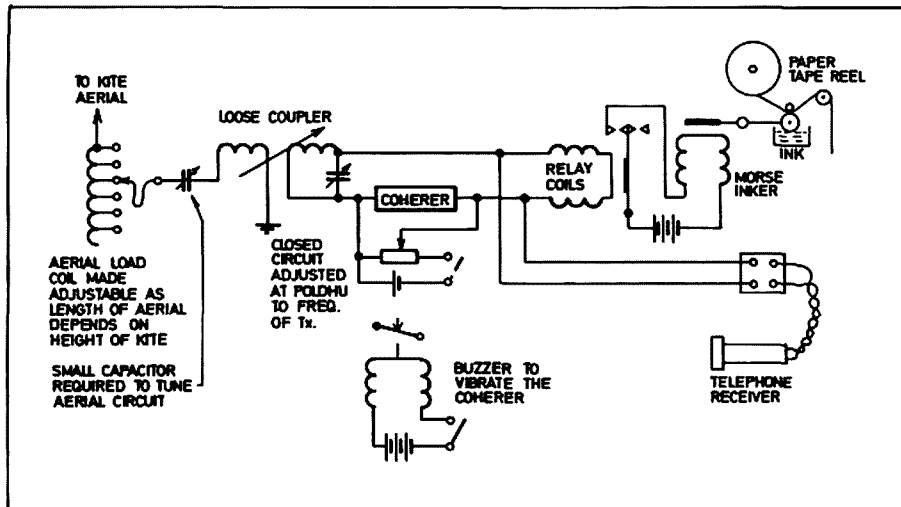 TO KITE
AERIAL
LOOSE COUPLER
PAPER
TAPE REEL
INK
RELAY
COILS
MORSE
INKER
COHERER
AERIAL LOAD
COIL MADE
ADJUSTABLE AS
LENGTH OF AERIAL
DEPENDS ON
HEIGHT OF KITE
CLOSED
CIRCUIT
ADJUSTED
AT POLDHU
TO FREQ.
OF Tx.
SMALL CAPACITOR
REQUIRED TO TUNE
AERIAL CIRCUIT
BUZZER TO
VIBRATE THE
COHERER
TELEPHONE
RECEIVER